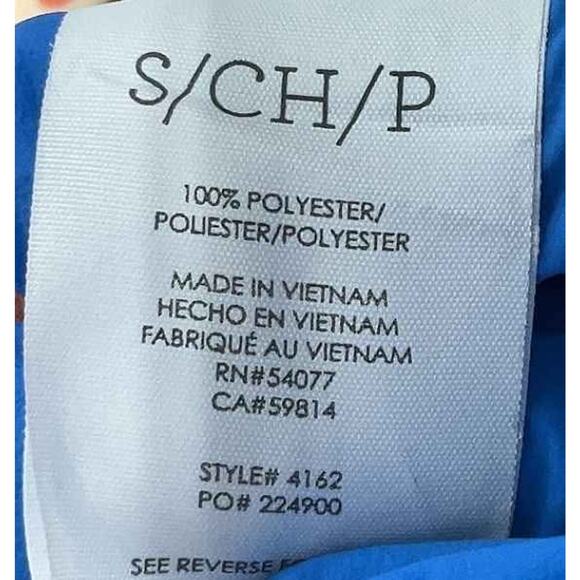 S/CH/P
100% POLYESTER/
POLIESTER/POLYESTER
MADE IN VIETNAM
HECHO EN VIETNAM
FABRIQUÉ AU VIETNAM
RN#54077
CA#59814
STYLE# 4162
PO# 224900
SEE REVERSE